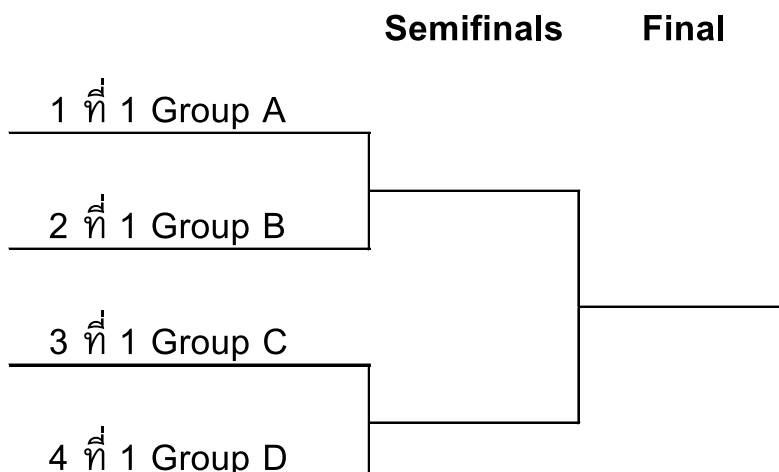 Semifinals Final
1 ที่ 1 Group A
2 ที่ 1 Group B
3 ที่ 1 Group C
4 ที่ 1 Group D